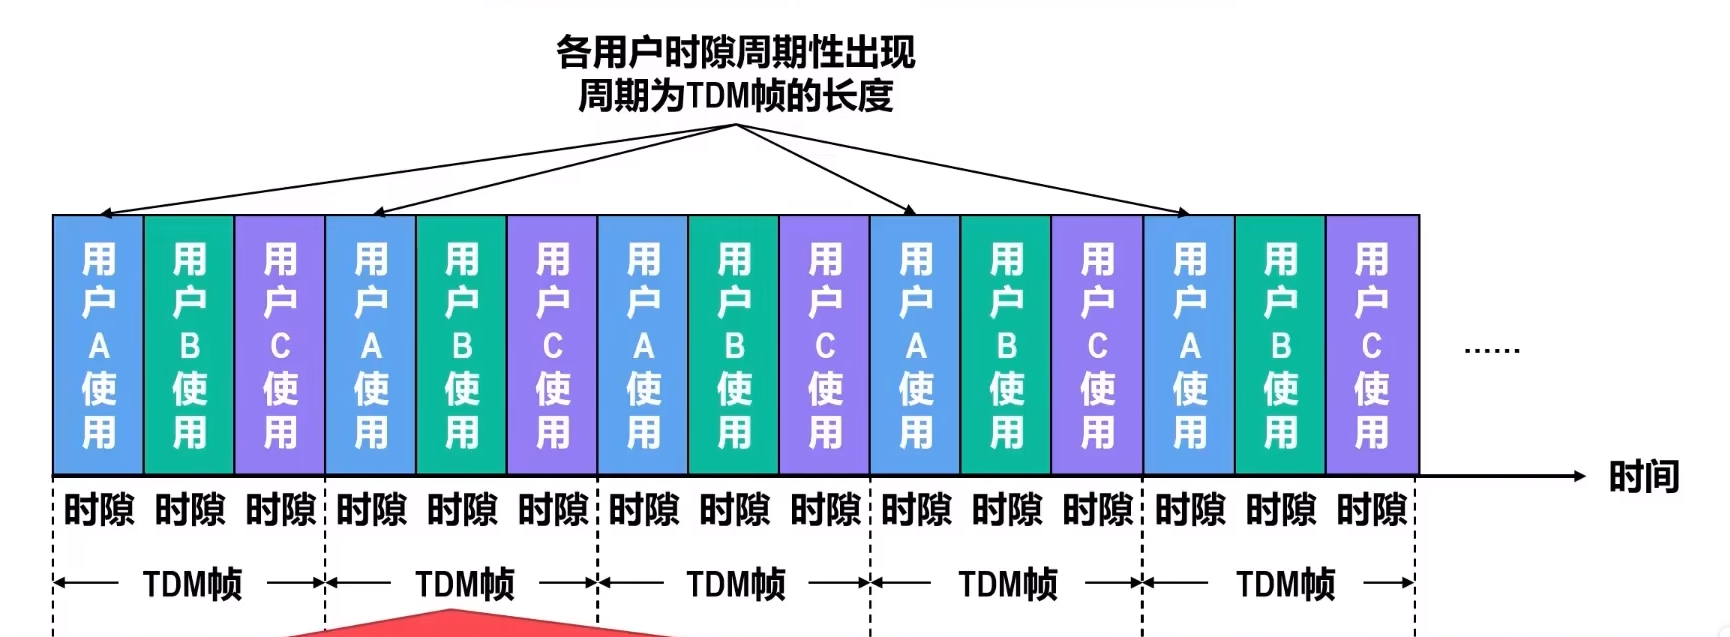 各用户时隙周期性出现
周期为TDM帧的长度
用户A使用
用户B使用
用户C使用
用户A使用
用户B使用
用户C使用
用户A使用
用户B使用
用户C使用
用户A使用
用户B使用
用户C使用
用户A使用
用户B使用
用户C使用
......
时隙 时隙 时隙 时隙 时隙 时隙 时隙 时隙 时隙 时隙 时隙 时隙 时隙 时隙 时隙
时间
TDM帧 TDM帧 TDM帧 TDM帧 TDM帧